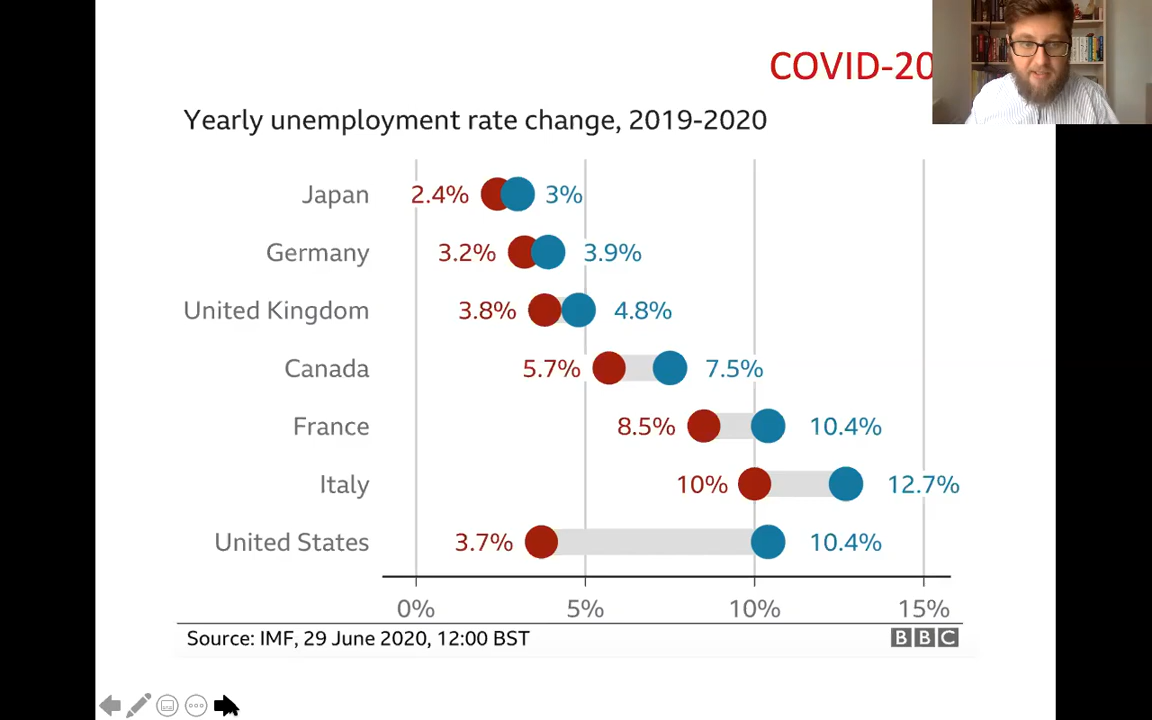 COVID-20
Yearly unemployment rate change, 2019-2020
Japan 2.4% 3%
Germany 3.2% 3.9%
United Kingdom 3.8% 4.8%
Canada 5.7% 7.5%
France 8.5% 10.4%
Italy 10% 12.7%
United States 3.7% 10.4%
0% 5% 10% 15%
Source: IMF, 29 June 2020, 12:00 BST BBC